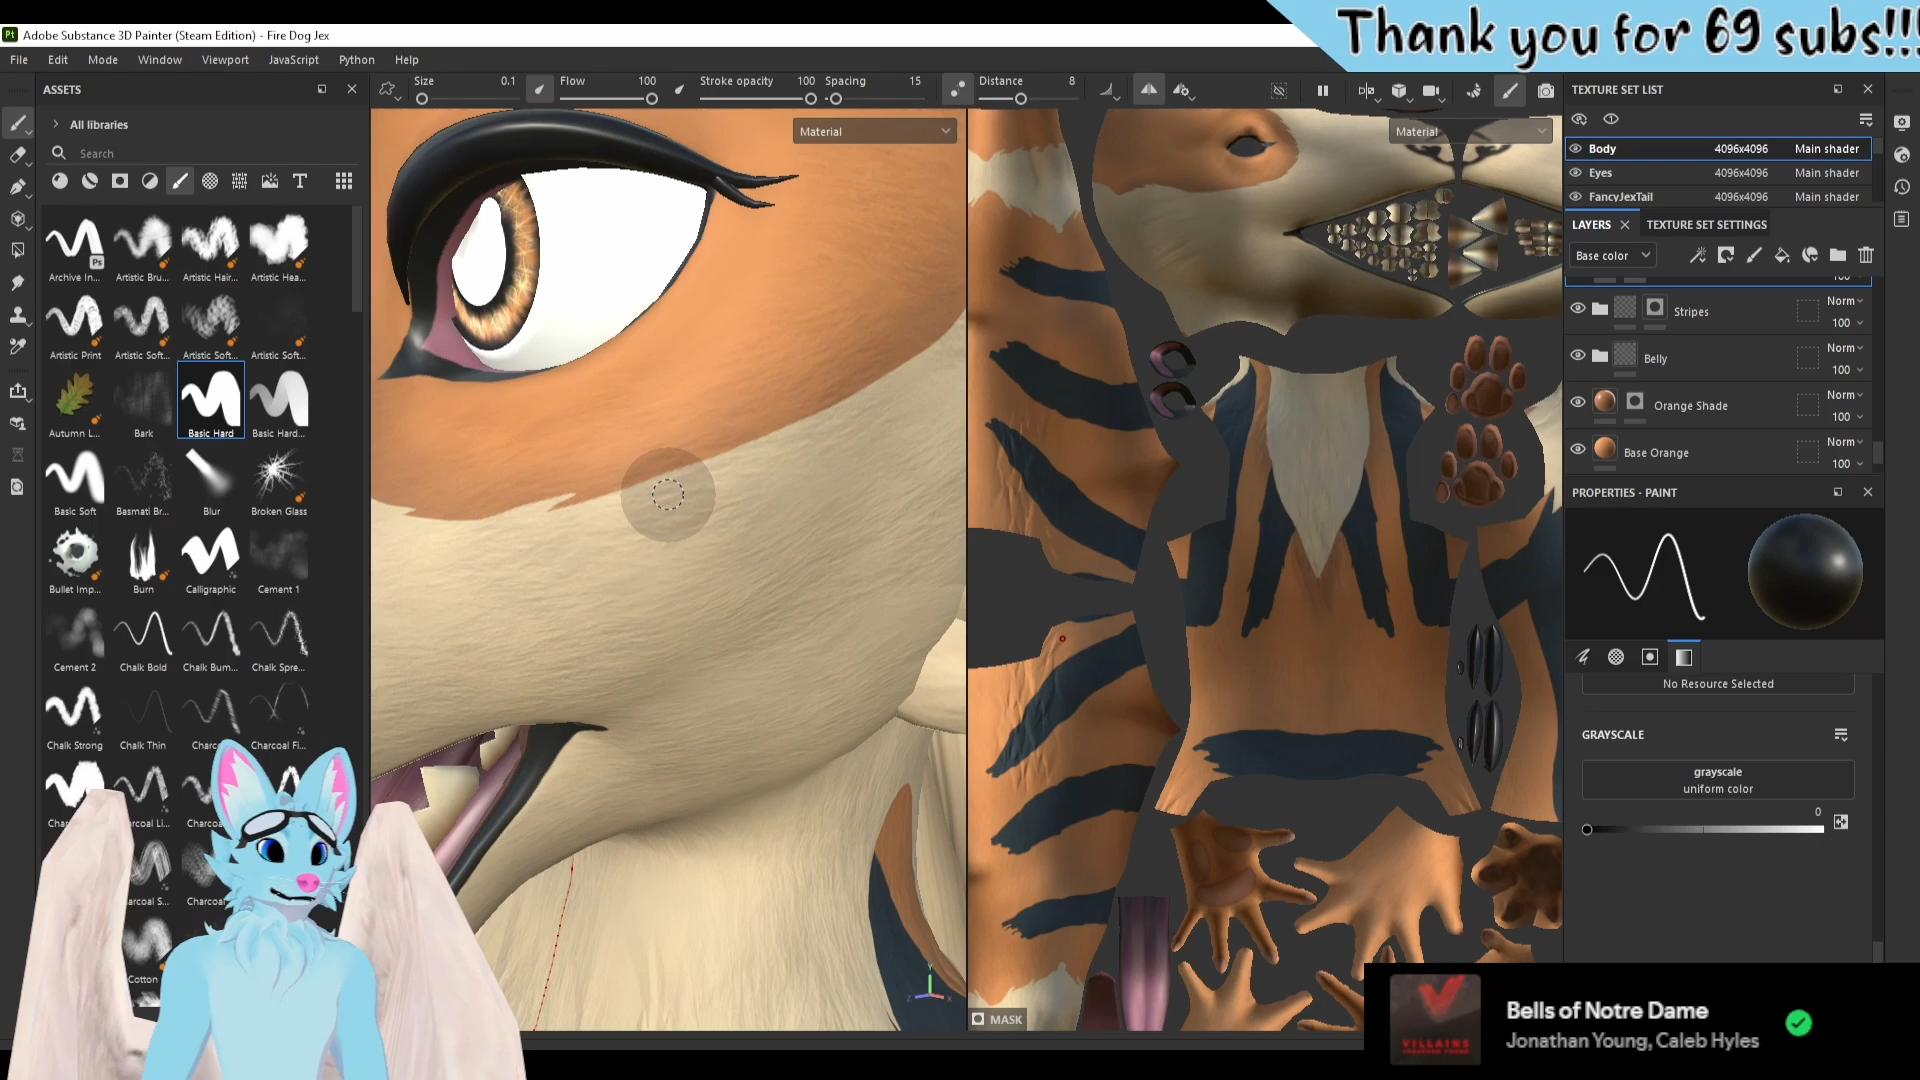 Thank you for 69 subs!!!
Adobe Substance 3D Painter (Steam Edition) - Fire Dog Jex
File Edit Mode Window Viewport JavaScript Python Help
ASSETS
Size 0.1 Flow 100 Stroke opacity 100 Spacing 15 Distance 8
All libraries
Search
Archive In... Artistic Bru... Artistic Hair... Artistic Hea...
Artistic Print Artistic Soft... Artistic Soft... Artistic Soft...
Autumn L... Bark Basic Hard Basic Hard...
Basic Soft Basmati Br... Blur Broken Glass
Bullet Imp... Burn Calligraphic Cement 1
Cement 2 Chalk Bold Chalk Bum... Chalk Spre...
Chalk Strong Chalk Thin Charc Charcoal Fi...
Cotton
Material
Material
MASK
TEXTURE SET LIST
Body 4096x4096 Main shader
Eyes 4096x4096 Main shader
FancyJexTail 4096x4096 Main shader
LAYERS TEXTURE SET SETTINGS
Base color
100
Stripes Norm
100
Belly Norm
100
Orange Shade Norm
100
Base Orange Norm
100
PROPERTIES - PAINT
No Resource Selected
GRAYSCALE
grayscale
uniform color
0
VILLAINS
Bells of Notre Dame
Jonathan Young, Caleb Hyles